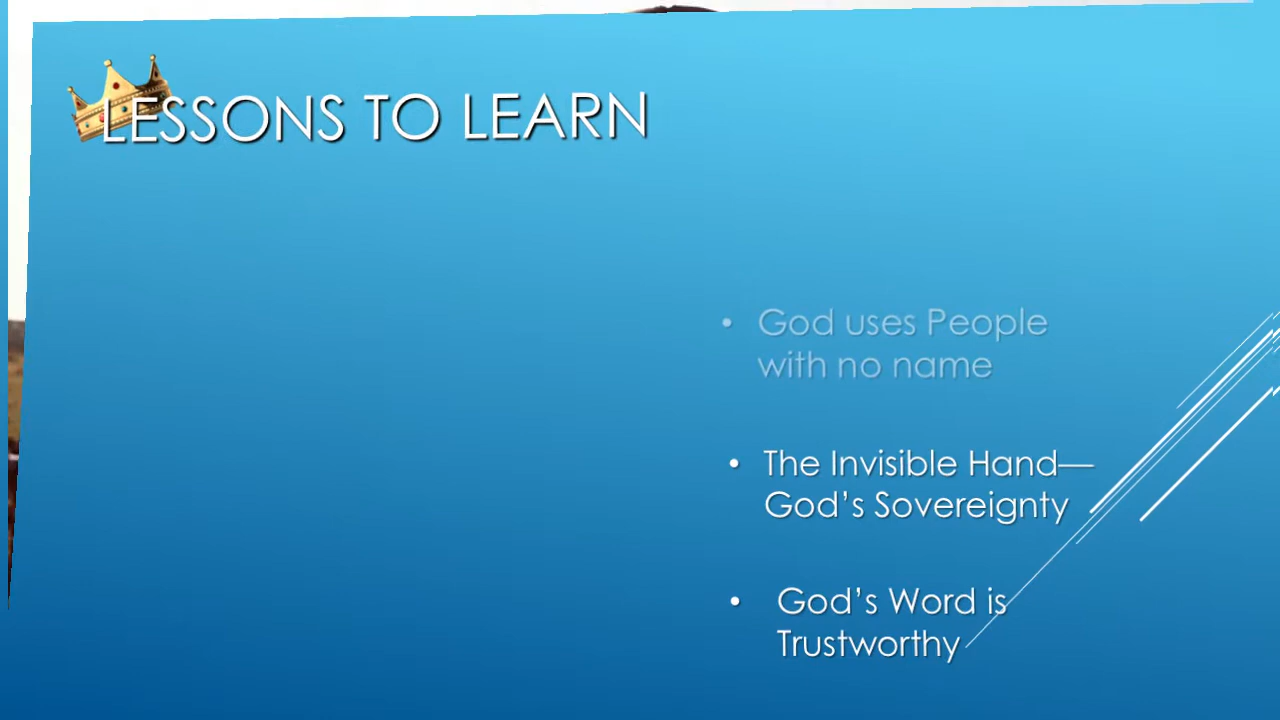 LESSONS TO LEARN
• God uses People
with no name
• The Invisible Hand—
God’s Sovereignty
• God’s Word is
Trustworthy